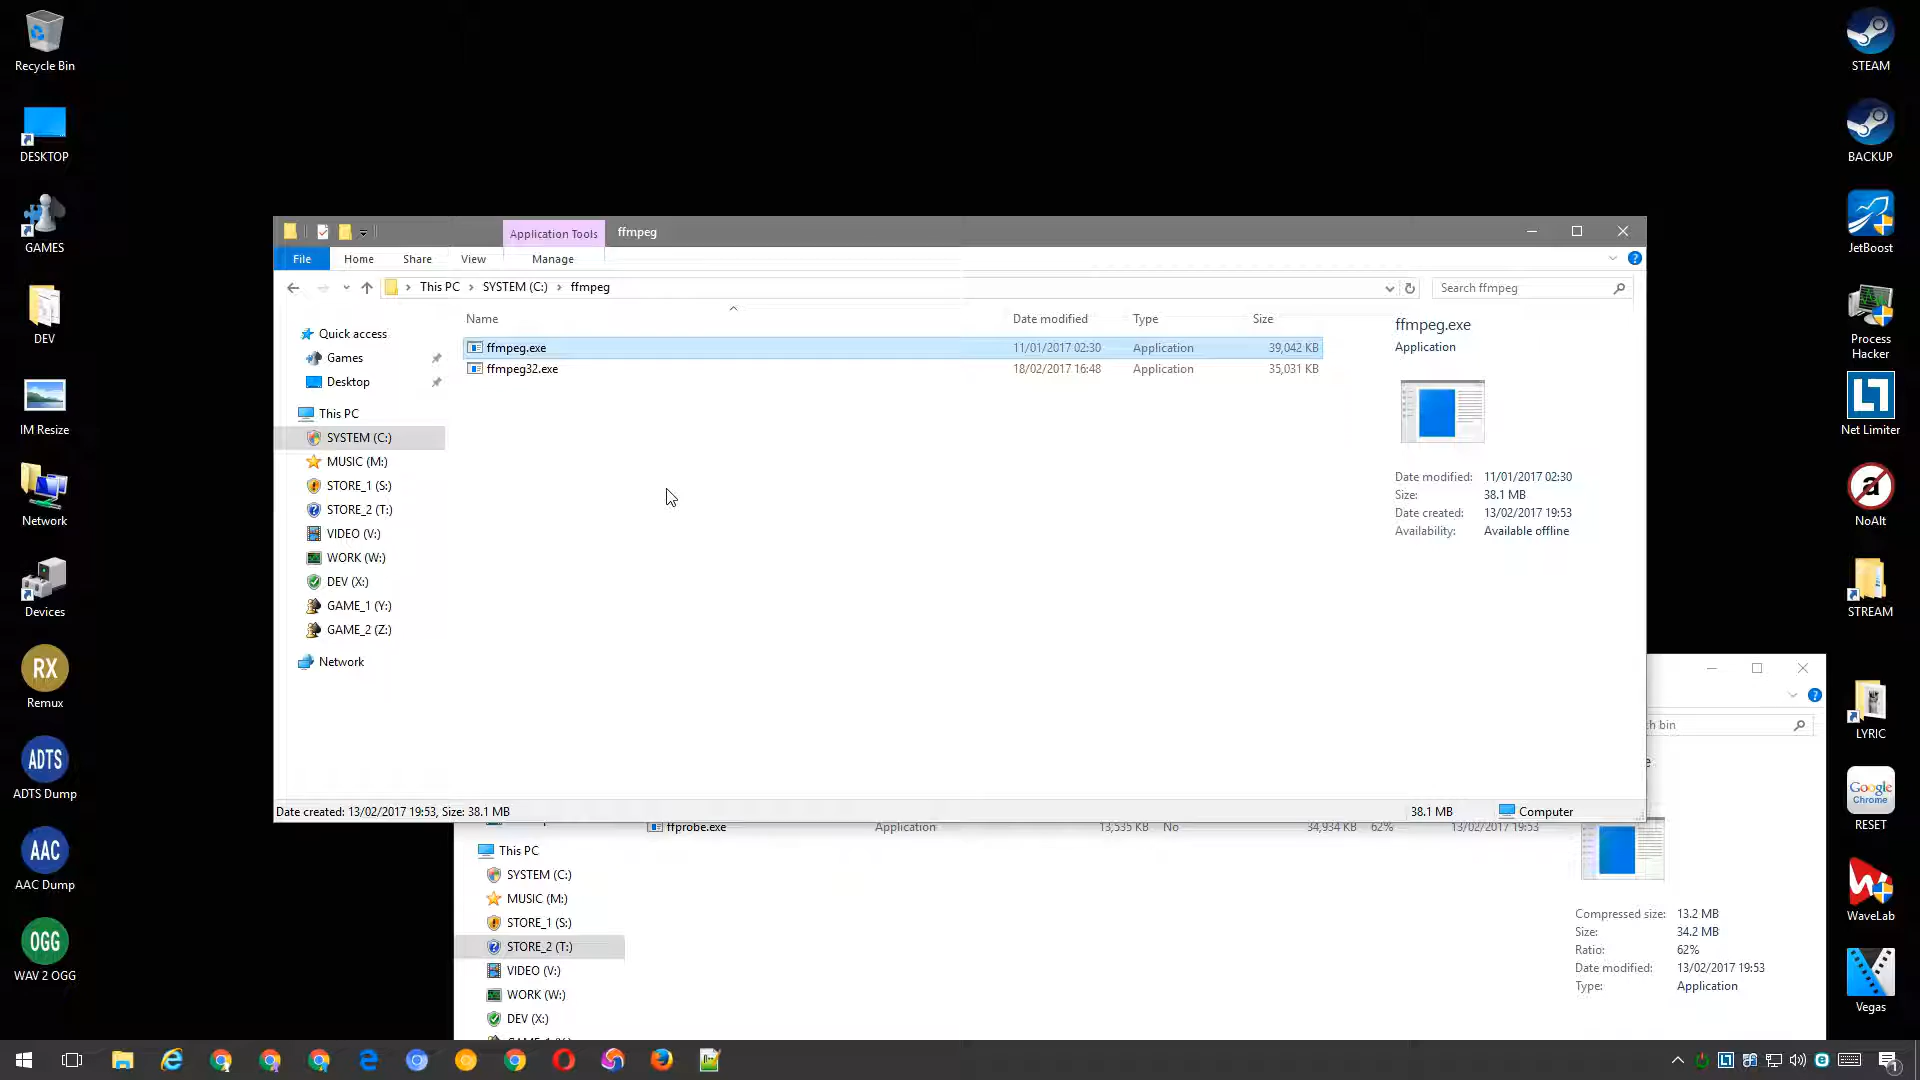 Recycle Bin
DESKTOP
GAMES
DEV
IM Resize
Network
Devices
RX
Remux
ADTS
ADTS Dump
AAC
AAC Dump
OGG
WAV 2 OGG
Application Tools
ffmpeg
File
Home
Share
View
Manage
This PC
SYSTEM (C:)
ffmpeg
Search ffmpeg
Name
Date modified
Type
Size
ffmpeg.exe
11/01/2017 02:30
Application
39,042 KB
ffmpeg32.exe
18/02/2017 16:48
Application
35,031 KB
Quick access
Games
Desktop
This PC
SYSTEM (C:)
MUSIC (M:)
STORE_1 (S:)
STORE_2 (T:)
VIDEO (V:)
WORK (W:)
DEV (X:)
GAME_1 (Y:)
GAME_2 (Z:)
Network
ffmpeg.exe
Application
Date modified: 11/01/2017 02:30
Size: 38.1 MB
Date created: 13/02/2017 19:53
Availability: Available offline
Date created: 13/02/2017 19:53, Size: 38.1 MB
38.1 MB
Computer
bin
ffprobe.exe
Application
13,535 KB
No
34,934 KB
62%
13/02/2017 19:53
This PC
SYSTEM (C:)
MUSIC (M:)
STORE_1 (S:)
STORE_2 (T:)
VIDEO (V:)
WORK (W:)
DEV (X:)
Compressed size: 13.2 MB
Size: 34.2 MB
Ratio: 62%
Date modified: 13/02/2017 19:53
Type: Application
STEAM
BACKUP
JetBoost
Process
Hacker
Net Limiter
a
NoAlt
STREAM
LYRIC
Google
Chrome
RESET
WaveLab
Vegas
1